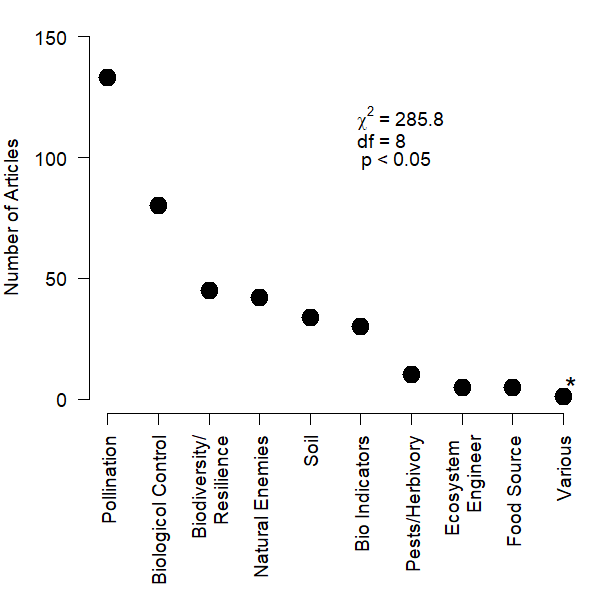 150
100
50
0
Number of Articles
χ² = 285.8
df = 8
p < 0.05
*
Pollination
Biologicol Control
Biodiversity/
Resilience
Natural Enemies
Soil
Bio Indicators
Pests/Herbivory
Ecosystem
Engineer
Food Source
Various